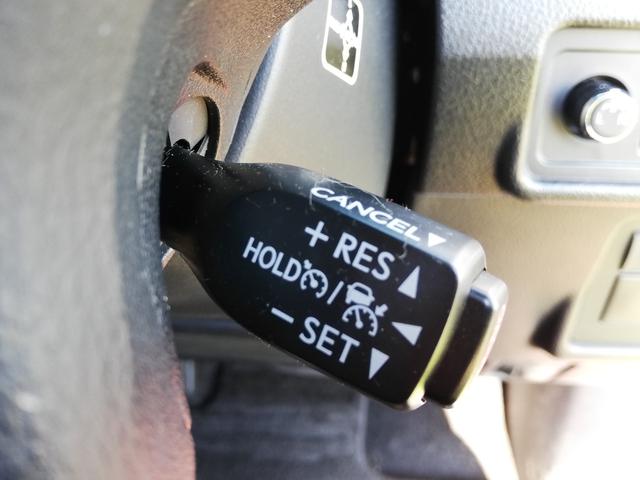 CANCEL
+ RES
HOLD /
- SET